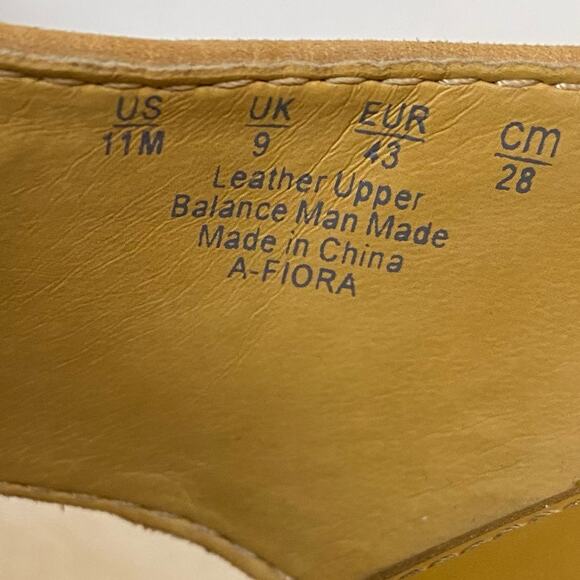 US UK EUR cm
11M 9 43 28
Leather Upper
Balance Man Made
Made in China
A-FIORA